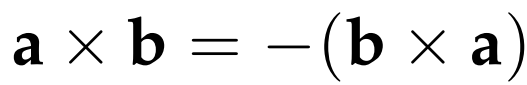 a × b = −(b × a)